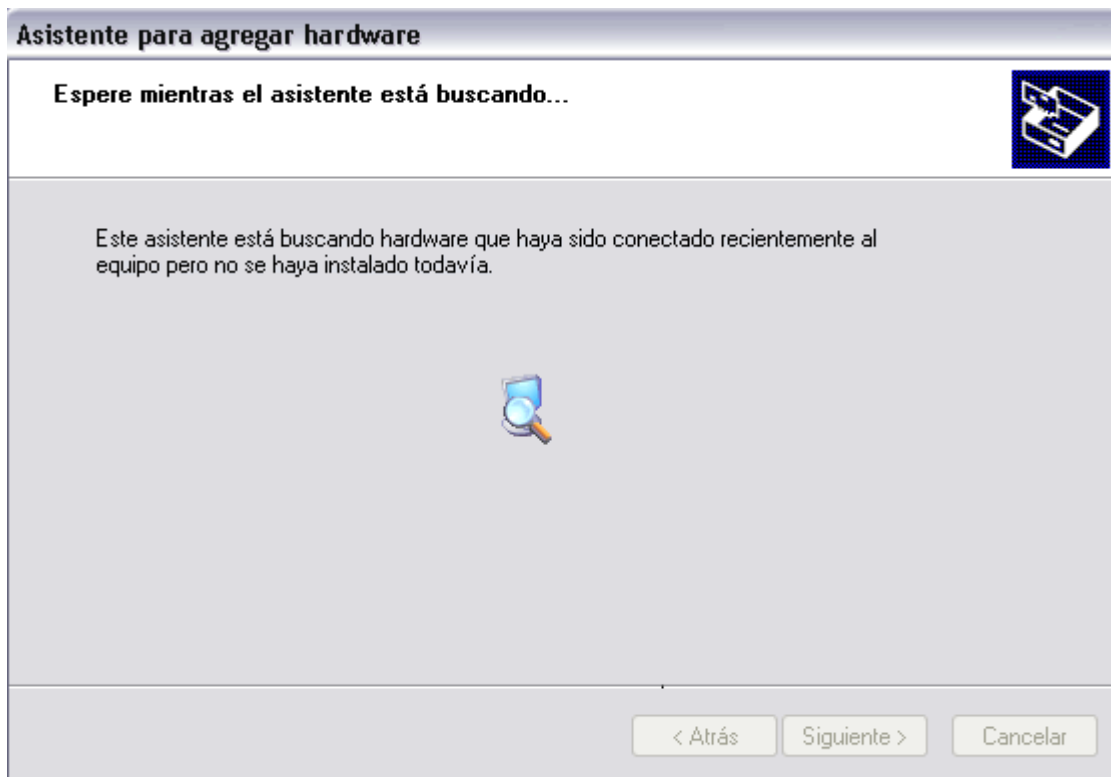 Asistente para agregar hardware
Espere mientras el asistente está buscando...
Este asistente está buscando hardware que haya sido conectado recientemente al
equipo pero no se haya instalado todavía.
< Atrás Siguiente > Cancelar